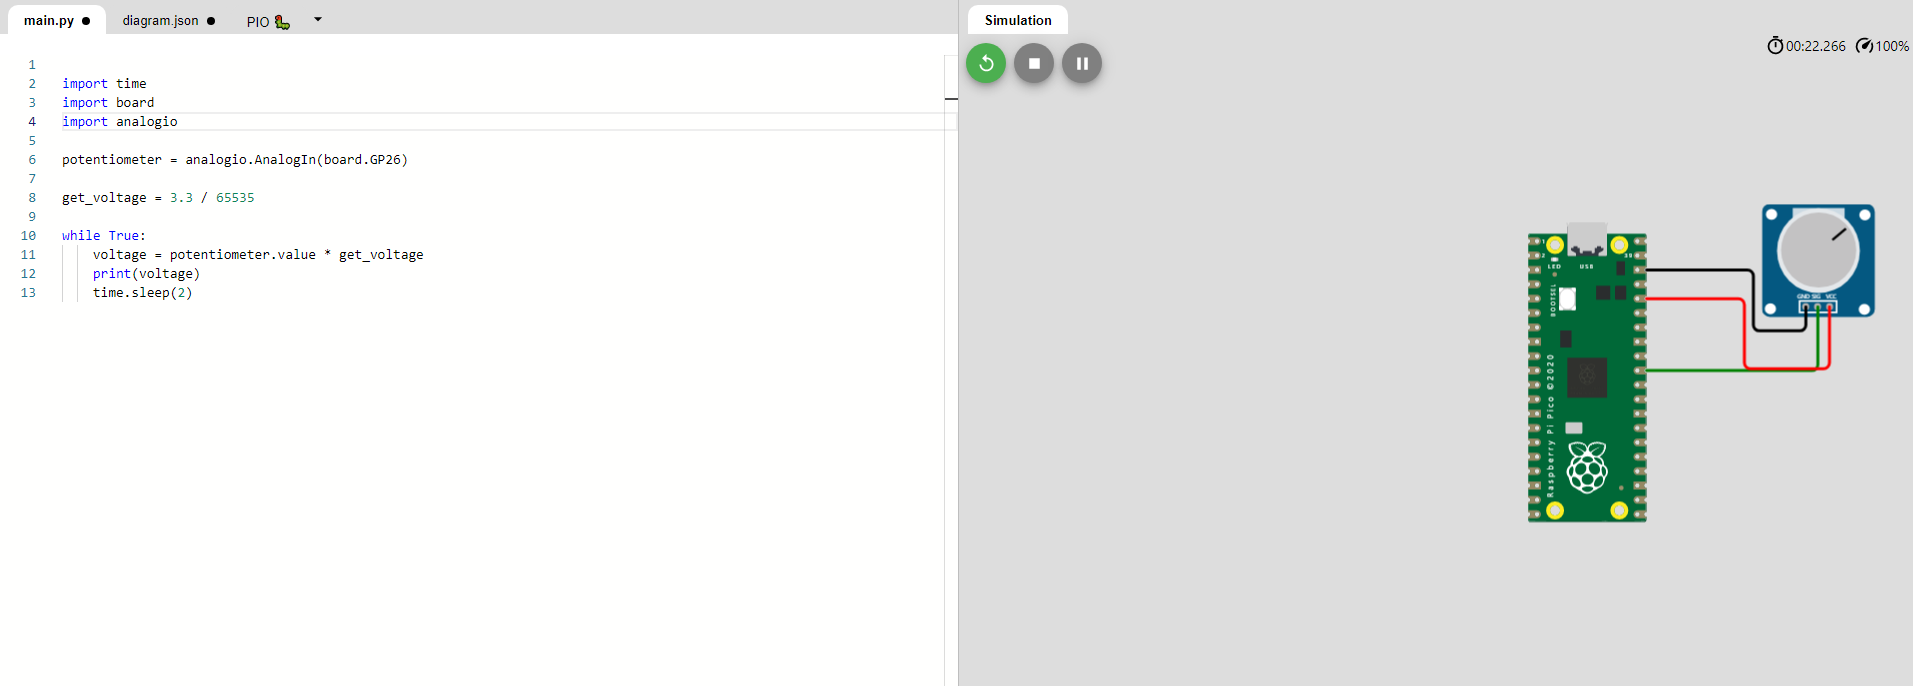 main.py ● diagram.json ● PIO
Simulation
00:22.266 100%
1
2 import time
3 import board
4 import analogio
5
6 potentiometer = analogio.AnalogIn(board.GP26)
7
8 get_voltage = 3.3 / 65535
9
10 while True:
11 voltage = potentiometer.value * get_voltage
12 print(voltage)
13 time.sleep(2)
LED USB
BOOTSEL
Raspberry Pi Pico ©2020
GND SIG VCC